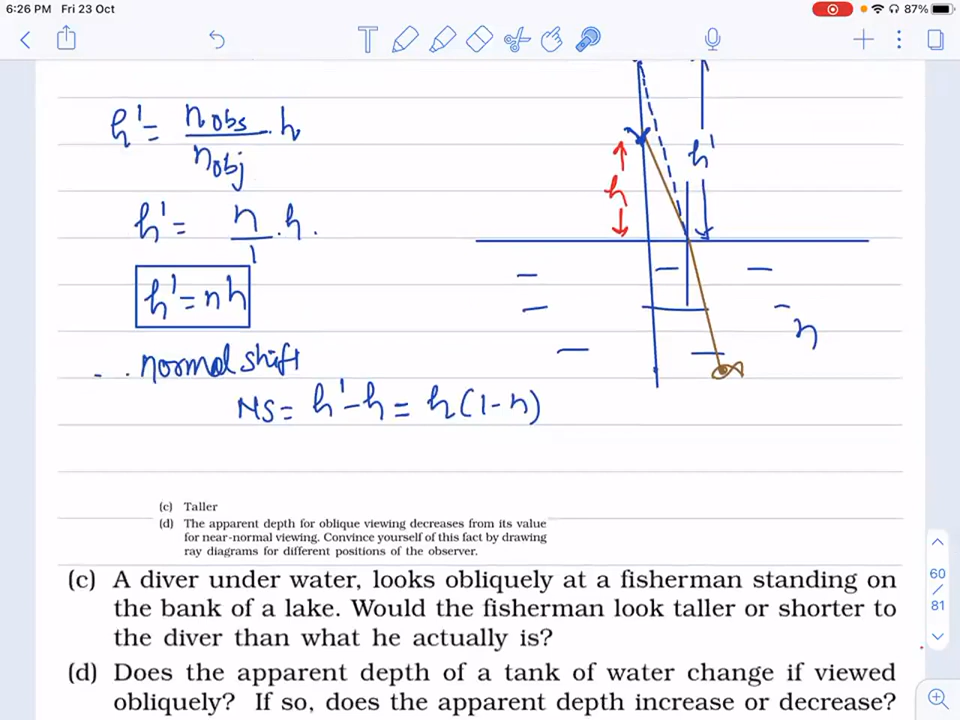 6:26 PM Fri 23 Oct
87%
h' = n obs / n obj . h
h' = n / 1 . h.
h' = nh
normal shift
NS = h' - h = h (1 - n)
h
h'
n
(c) Taller
(d) The apparent depth for oblique viewing decreases from its value
for near-normal viewing. Convince yourself of this fact by drawing
ray diagrams for different positions of the observer.
(c) A diver under water, looks obliquely at a fisherman standing on
the bank of a lake. Would the fisherman look taller or shorter to
the diver than what he actually is?
(d) Does the apparent depth of a tank of water change if viewed
obliquely? If so, does the apparent depth increase or decrease?
60
/
81